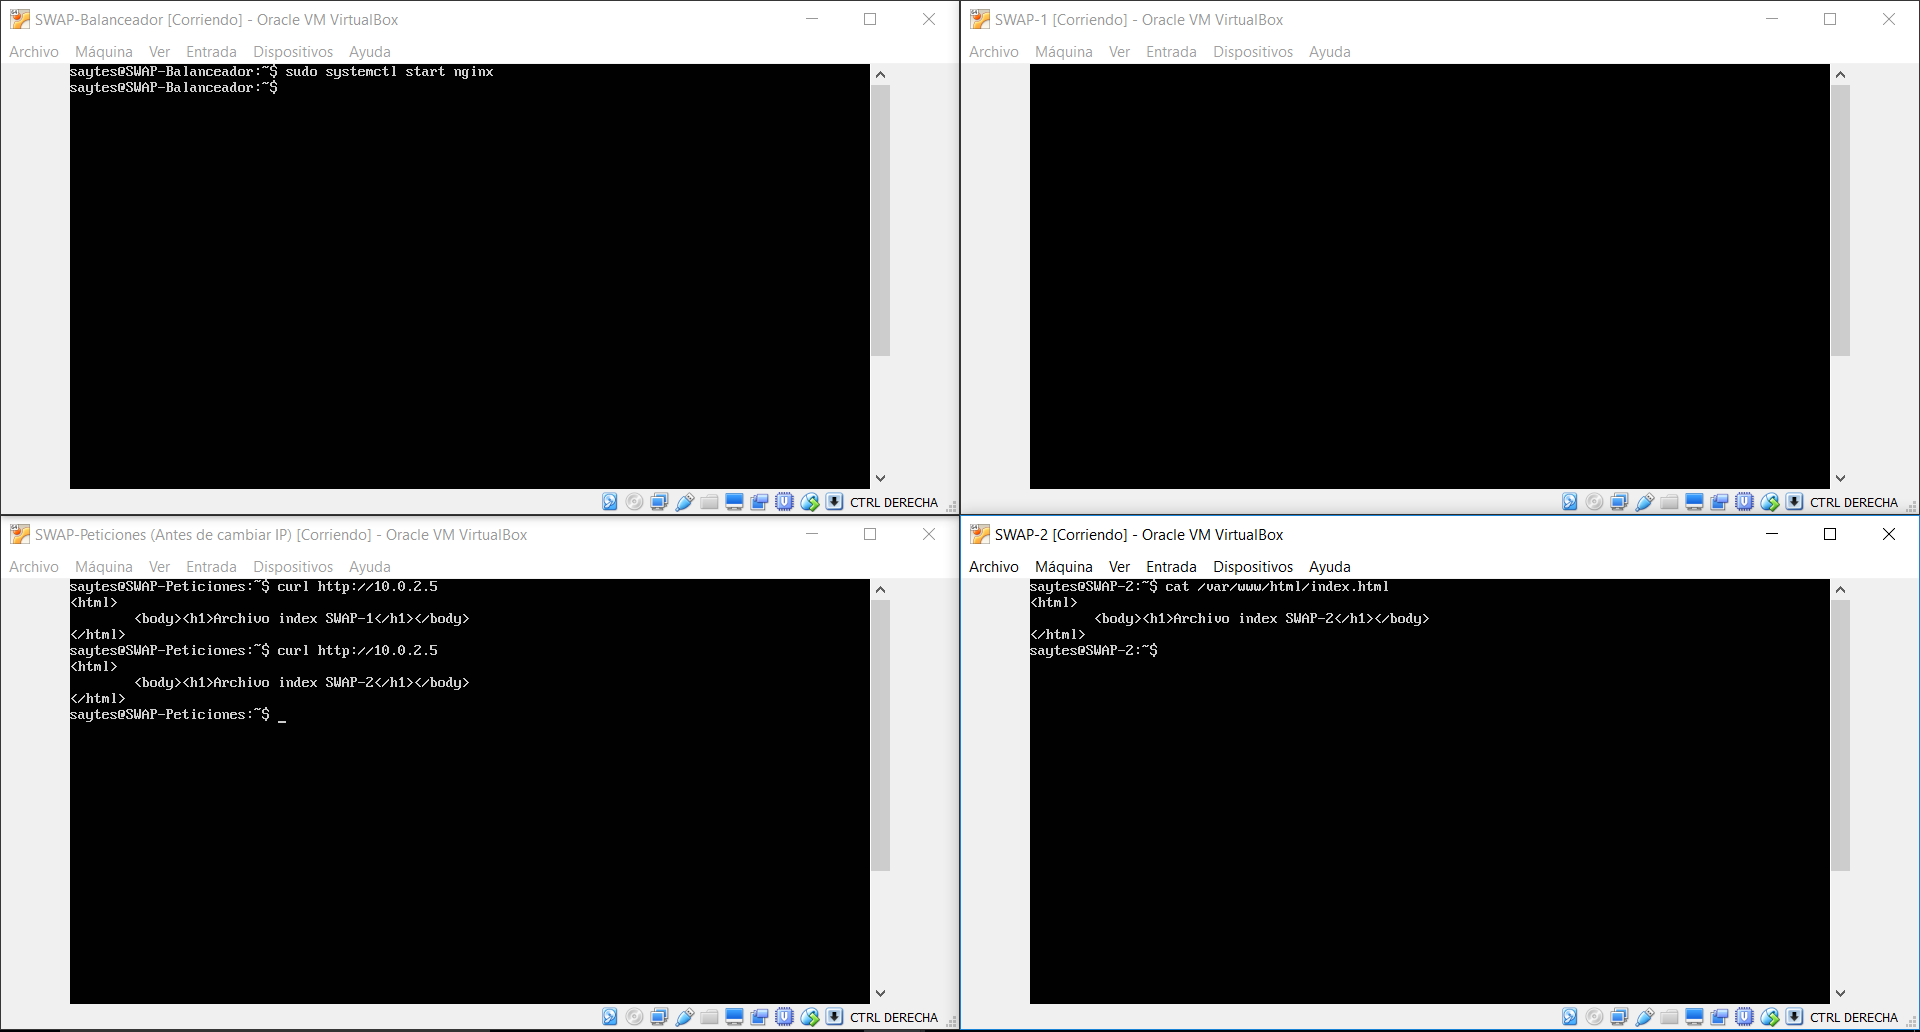 SWAP-Balanceador [Corriendo] - Oracle VM VirtualBox
Archivo Máquina Ver Entrada Dispositivos Ayuda
saytes@SWAP-Balanceador:~$ sudo systemctl start nginx
saytes@SWAP-Balanceador:~$
CTRL DERECHA
SWAP-1 [Corriendo] - Oracle VM VirtualBox
Archivo Máquina Ver Entrada Dispositivos Ayuda
CTRL DERECHA
SWAP-Peticiones (Antes de cambiar IP) [Corriendo] - Oracle VM VirtualBox
Archivo Máquina Ver Entrada Dispositivos Ayuda
saytes@SWAP-Peticiones:~$ curl http://10.0.2.5
<html>
        <body><h1>Archivo index SWAP-1</h1></body>
</html>
saytes@SWAP-Peticiones:~$ curl http://10.0.2.5
<html>
        <body><h1>Archivo index SWAP-2</h1></body>
</html>
saytes@SWAP-Peticiones:~$ _
CTRL DERECHA
SWAP-2 [Corriendo] - Oracle VM VirtualBox
Archivo Máquina Ver Entrada Dispositivos Ayuda
saytes@SWAP-2:~$ cat /var/www/html/index.html
<html>
        <body><h1>Archivo index SWAP-2</h1></body>
</html>
saytes@SWAP-2:~$
CTRL DERECHA